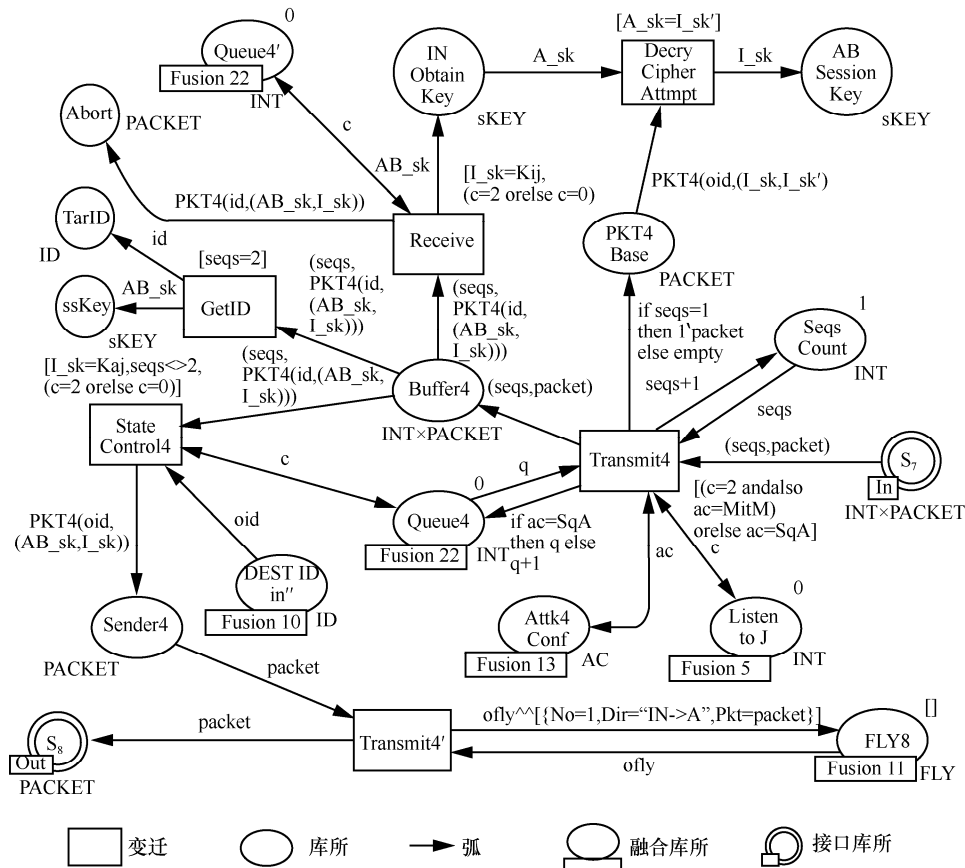 0
Queue4′
Fusion 22
INT
IN
Obtain
Key
sKEY
A_sk
[A_sk=I_sk′]
Decry
Cipher
Attmpt
I_sk
AB
Session
Key
sKEY
Abort
PACKET
c
AB_sk
[I_sk=Kij,
(c=2 orelse c=0)
PKT4(oid,(I_sk,I_sk′)
PKT4(id,(AB_sk,I_sk))
TarID
ID
id
Receive
PKT4
Base
PACKET
[seqs=2]
AB_sk
GetID
ssKey
sKEY
(seqs,
PKT4(id,
(AB_sk,
I_sk)))
(seqs,
PKT4(id,
(AB_sk,
I_sk)))
if seqs=1
then 1‵packet
else empty
1
Seqs
Count
INT
[I_sk=Kaj,seqs<>2,
(c=2 orelse c=0)]
(seqs,
PKT4(id,(AB_sk,
I_sk)))
Buffer4
INT×PACKET
(seqs,packet)
seqs+1
seqs
State
Control4
Transmit4
(seqs,packet)
S₇
In
INT×PACKET
c
q
0
Queue4
Fusion 22
INT
if ac=SqA
then q else
q+1
[(c=2 andalso
ac=MitM)
orelse ac=SqA]
c
ac
PKT4(oid,
(AB_sk,I_sk))
oid
DEST ID
in″
Fusion 10
ID
Sender4
PACKET
Attk4
Conf
Fusion 13
AC
0
Listen
to J
Fusion 5
INT
packet
packet
S₈
Out
PACKET
Transmit4′
ofly^^[{No=1,Dir=“IN->A”,Pkt=packet}]
ofly
[]
FLY8
Fusion 11
FLY
变迁
库所
弧
融合库所
接口库所